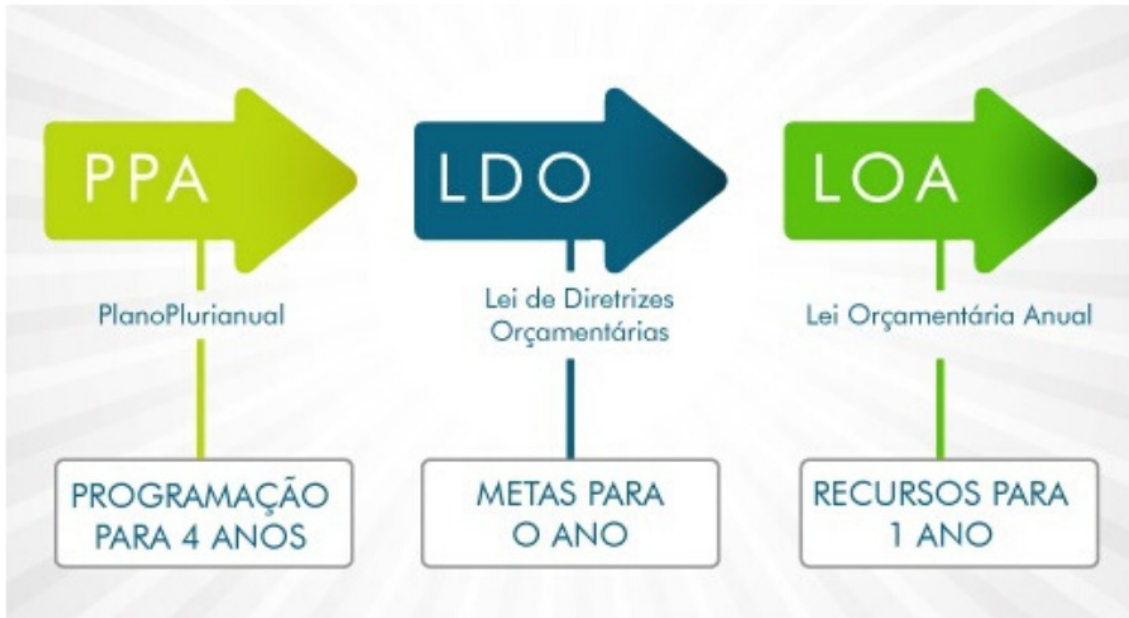 PPA
PlanoPlurianual
PROGRAMAÇÃO
PARA 4 ANOS
LDO
Lei de Diretrizes
Orçamentárias
METAS PARA
O ANO
LOA
Lei Orçamentária Anual
RECURSOS PARA
1 ANO